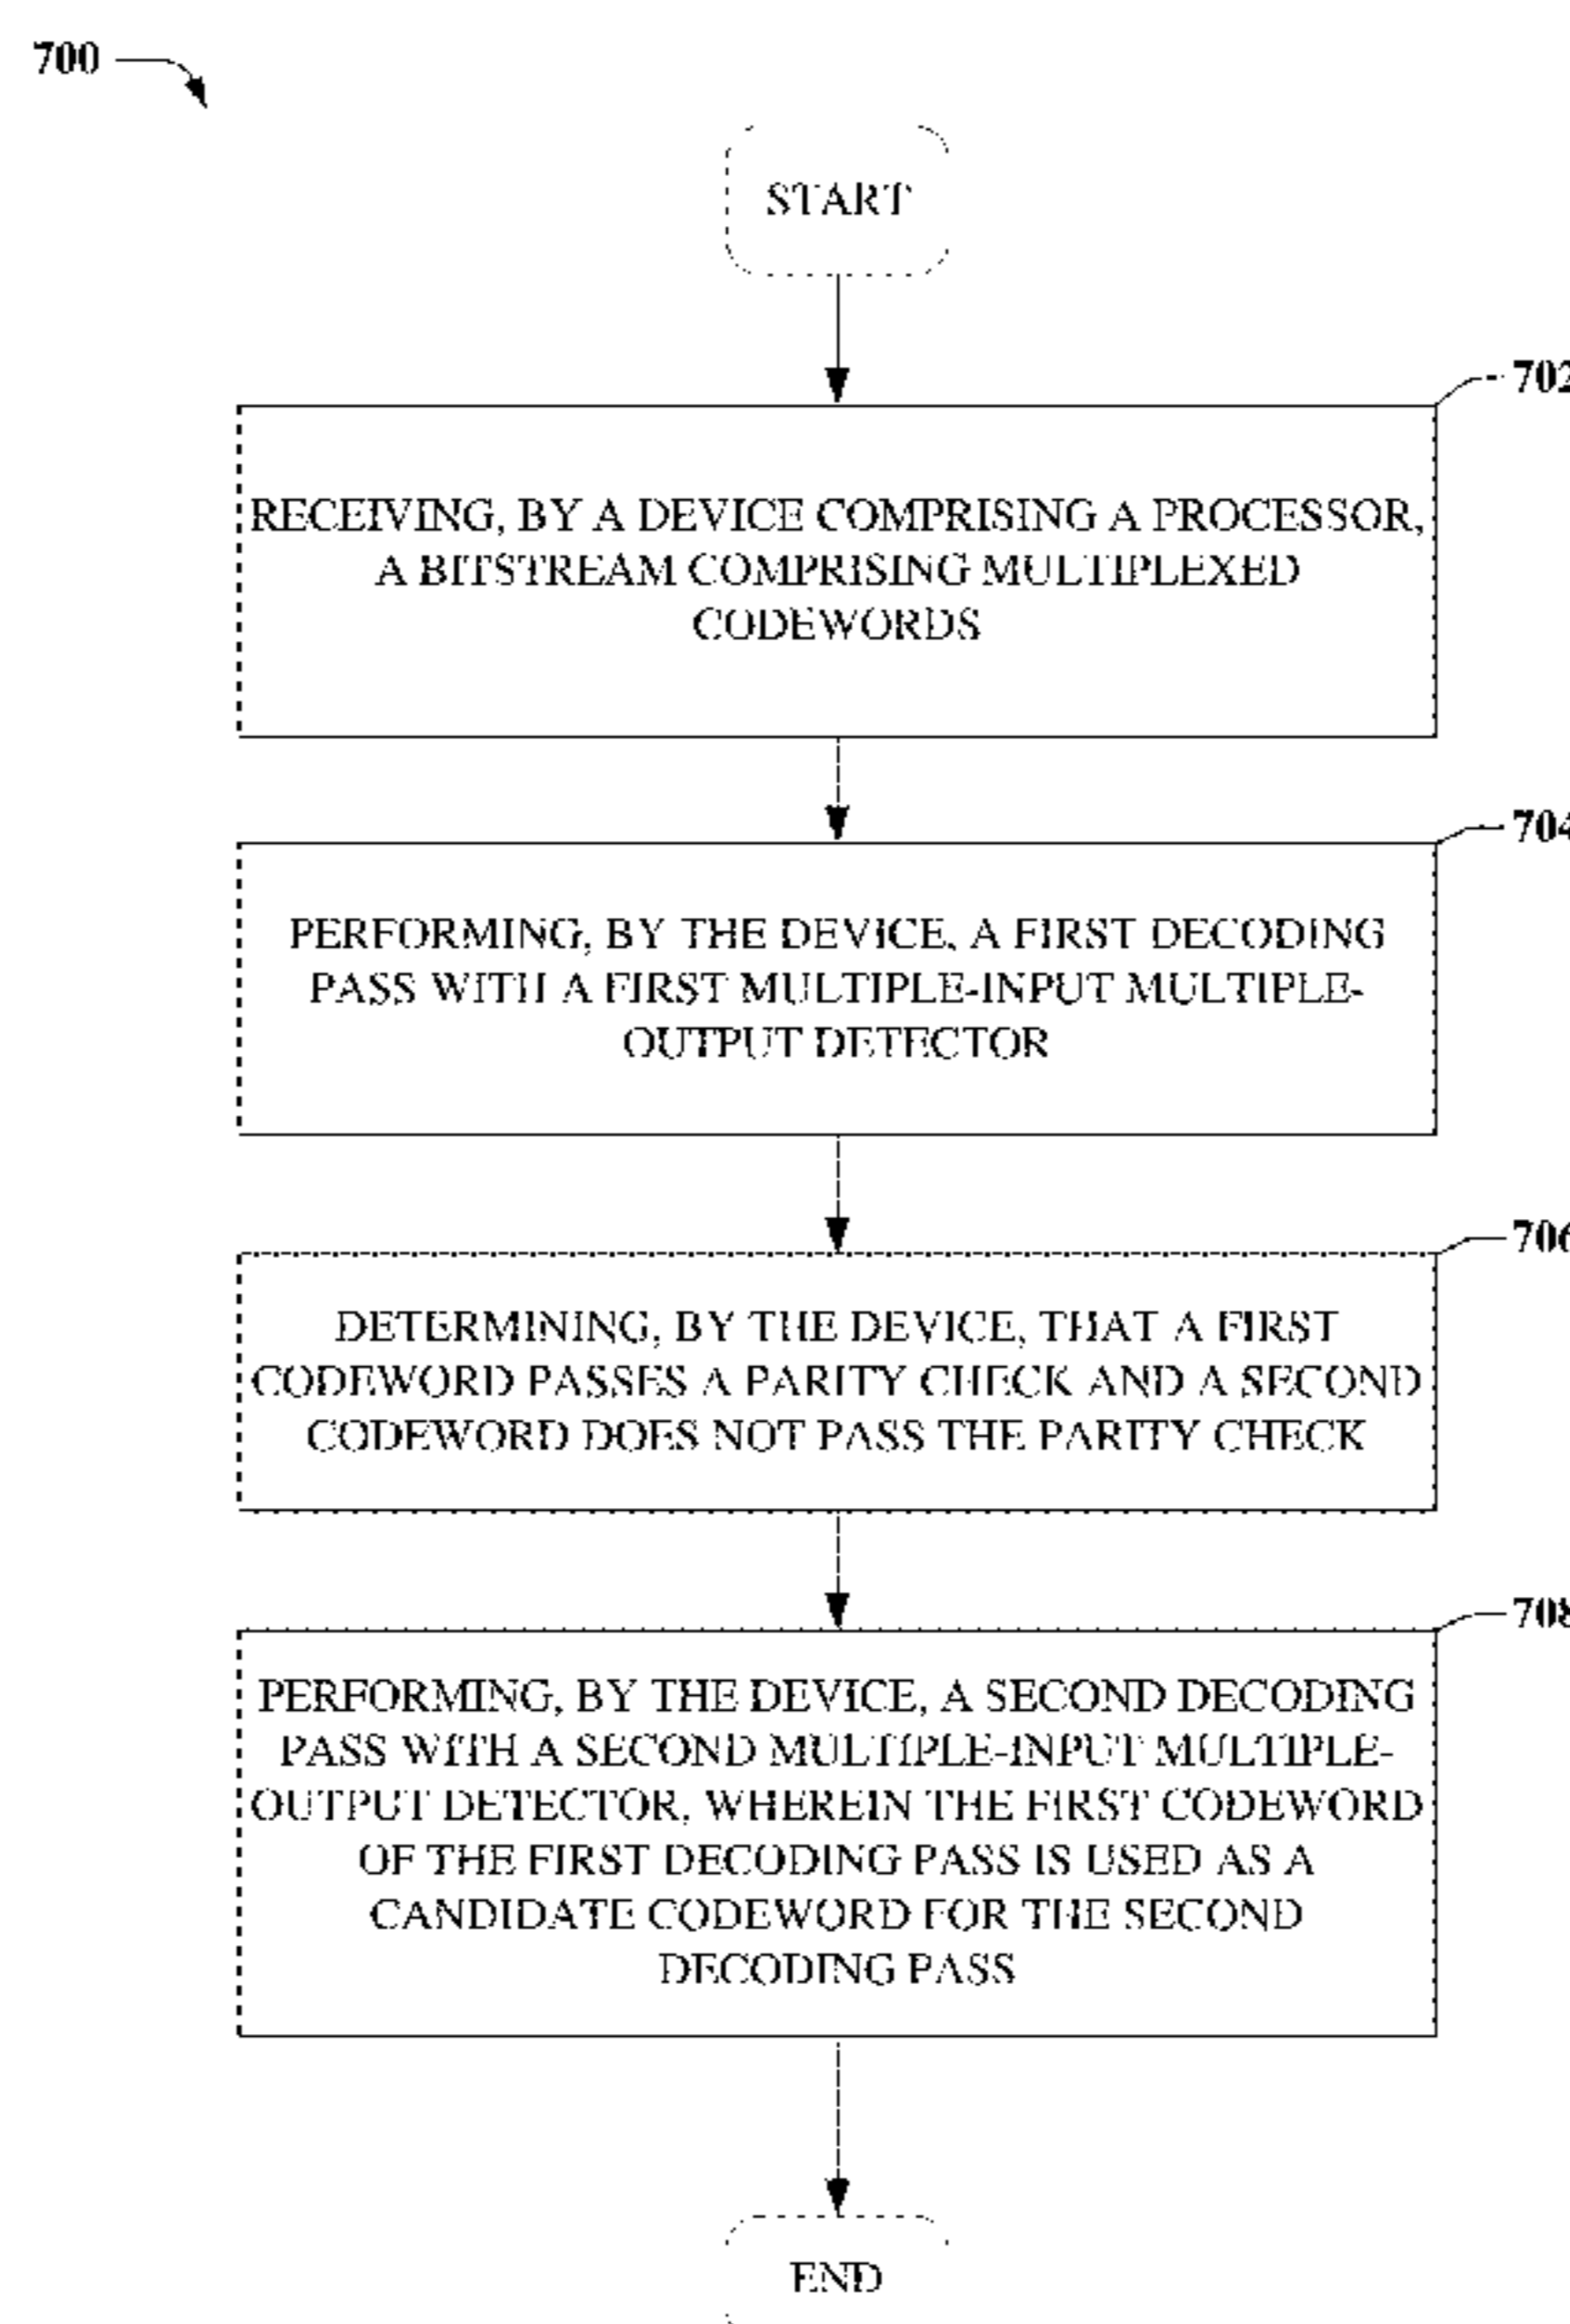 700
START
702
RECEIVING, BY A DEVICE COMPRISING A PROCESSOR,
A BITSTREAM COMPRISING MULTIPLEXED
CODEWORDS
704
PERFORMING, BY THE DEVICE, A FIRST DECODING
PASS WITH A FIRST MULTIPLE-INPUT MULTIPLE-
OUTPUT DETECTOR
706
DETERMINING, BY THE DEVICE, THAT A FIRST
CODEWORD PASSES A PARITY CHECK AND A SECOND
CODEWORD DOES NOT PASS THE PARITY CHECK
708
PERFORMING, BY THE DEVICE, A SECOND DECODING
PASS WITH A SECOND MULTIPLE-INPUT MULTIPLE-
OUTPUT DETECTOR, WHEREIN THE FIRST CODEWORD
OF THE FIRST DECODING PASS IS USED AS A
CANDIDATE CODEWORD FOR THE SECOND
DECODING PASS
END